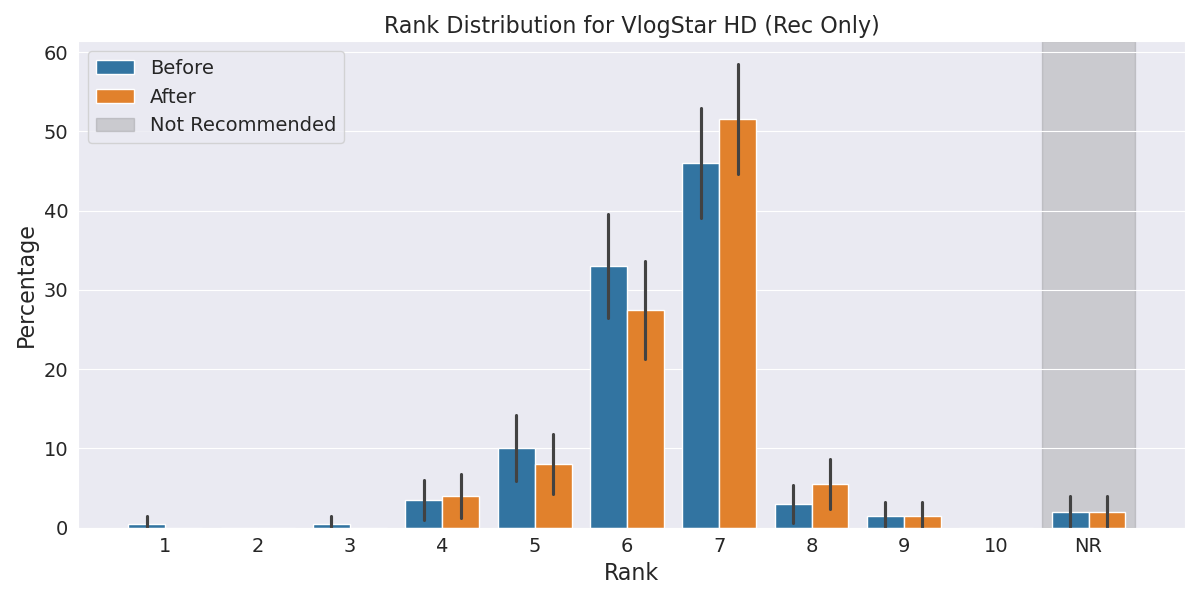 Rank Distribution for VlogStar HD (Rec Only)
Before
After
Not Recommended
60
50
40
30
20
10
0
Percentage
1 2 3 4 5 6 7 8 9 10 NR
Rank